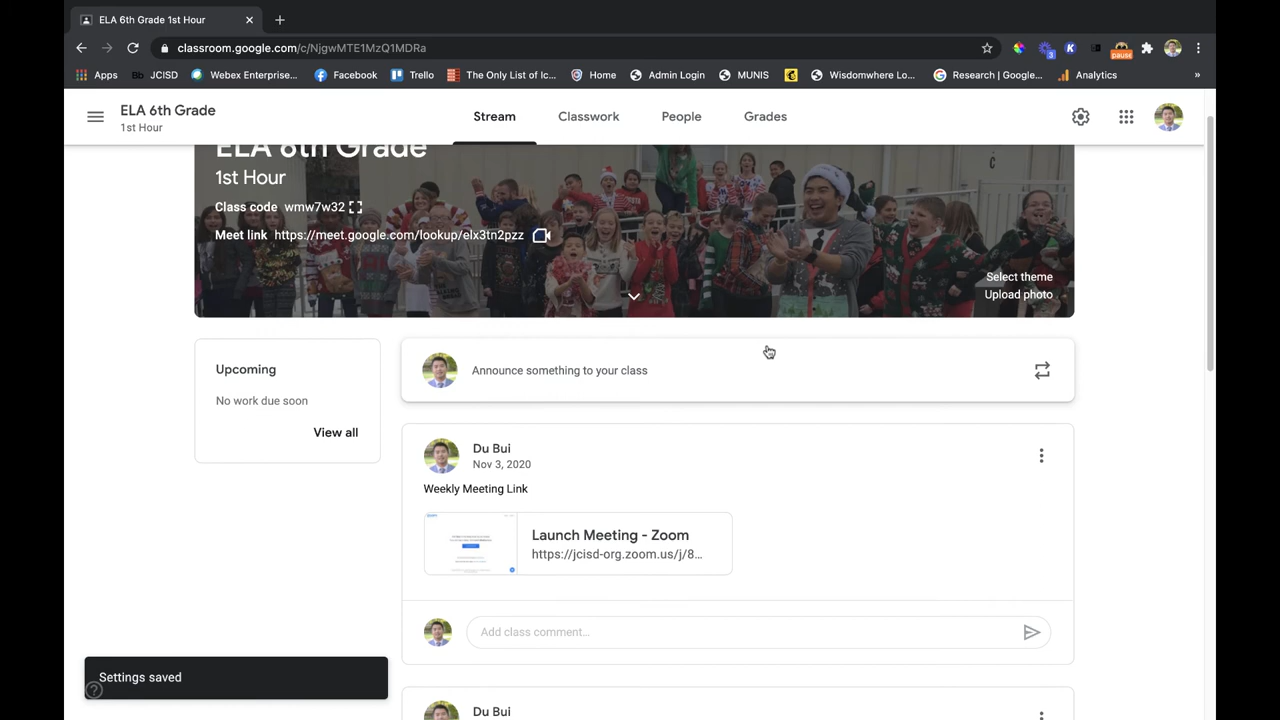 ELA 6th Grade 1st Hour
classroom.google.com/c/NjgwMTE1MzQ1MDRa
3
pause
Apps
Bb JCISD
Webex Enterprise...
Facebook
Trello
The Only List of Ic...
Home
Admin Login
MUNIS
Wisdomwhere Lo...
Research | Google...
Analytics
»
ELA 6th Grade
1st Hour
Stream
Classwork
People
Grades
ELA 6th Grade
1st Hour
Class code wmw7w32
Meet link https://meet.google.com/lookup/elx3tn2pzz
Select theme
Upload photo
Upcoming
No work due soon
View all
Announce something to your class
Du Bui
Nov 3, 2020
Weekly Meeting Link
Launch Meeting - Zoom
https://jcisd-org.zoom.us/j/8...
Add class comment...
Settings saved
Du Bui